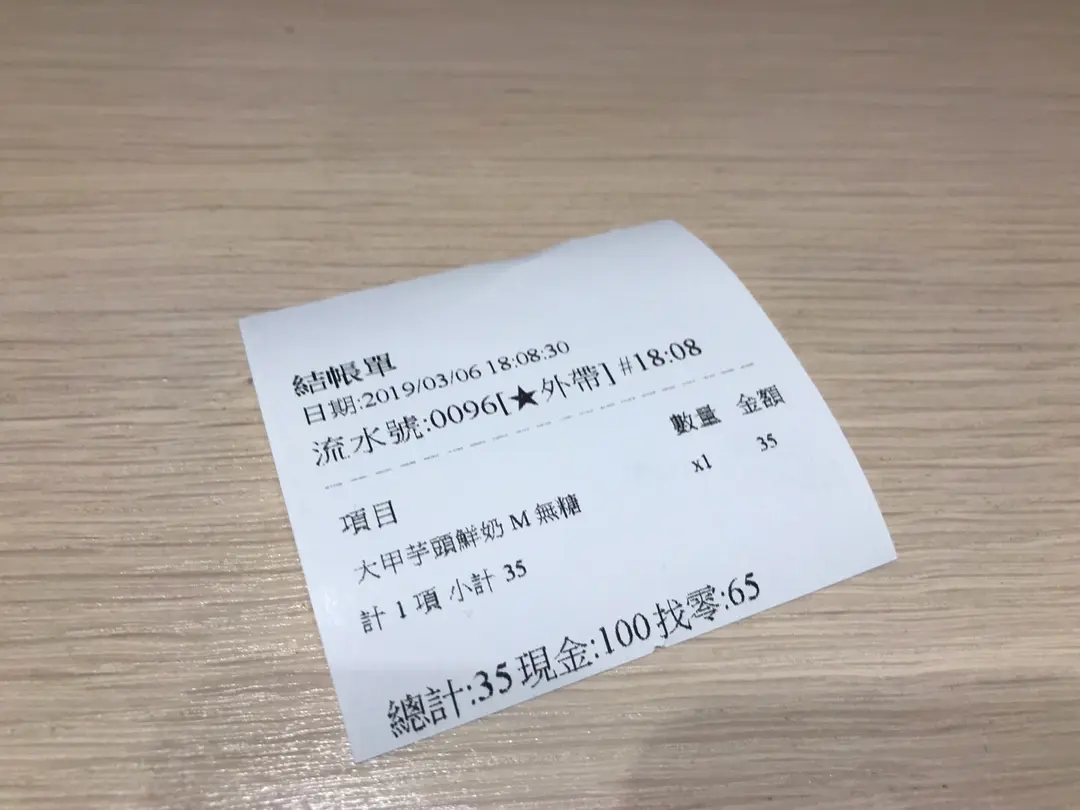 結帳單
日期:2019/03/06 18:08:30
流水號:0096[★外帶] #18:08
項目 數量 金額
大甲芋頭鮮奶 M 無糖 x1 35
計 1 項 小計 35
總計:35 現金:100 找零:65